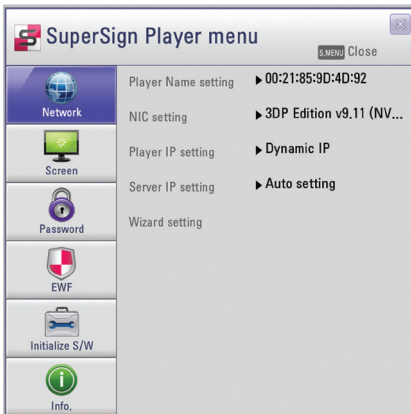 SuperSign Player menu
S.MENU Close
Network
Screen
Password
EWF
Initialize S/W
Info.
Player Name setting ▶ 00:21:85:9D:4D:92
NIC setting ▶ 3DP Edition v9.11 (NV...
Player IP setting ▶ Dynamic IP
Server IP setting ▶ Auto setting
Wizard setting